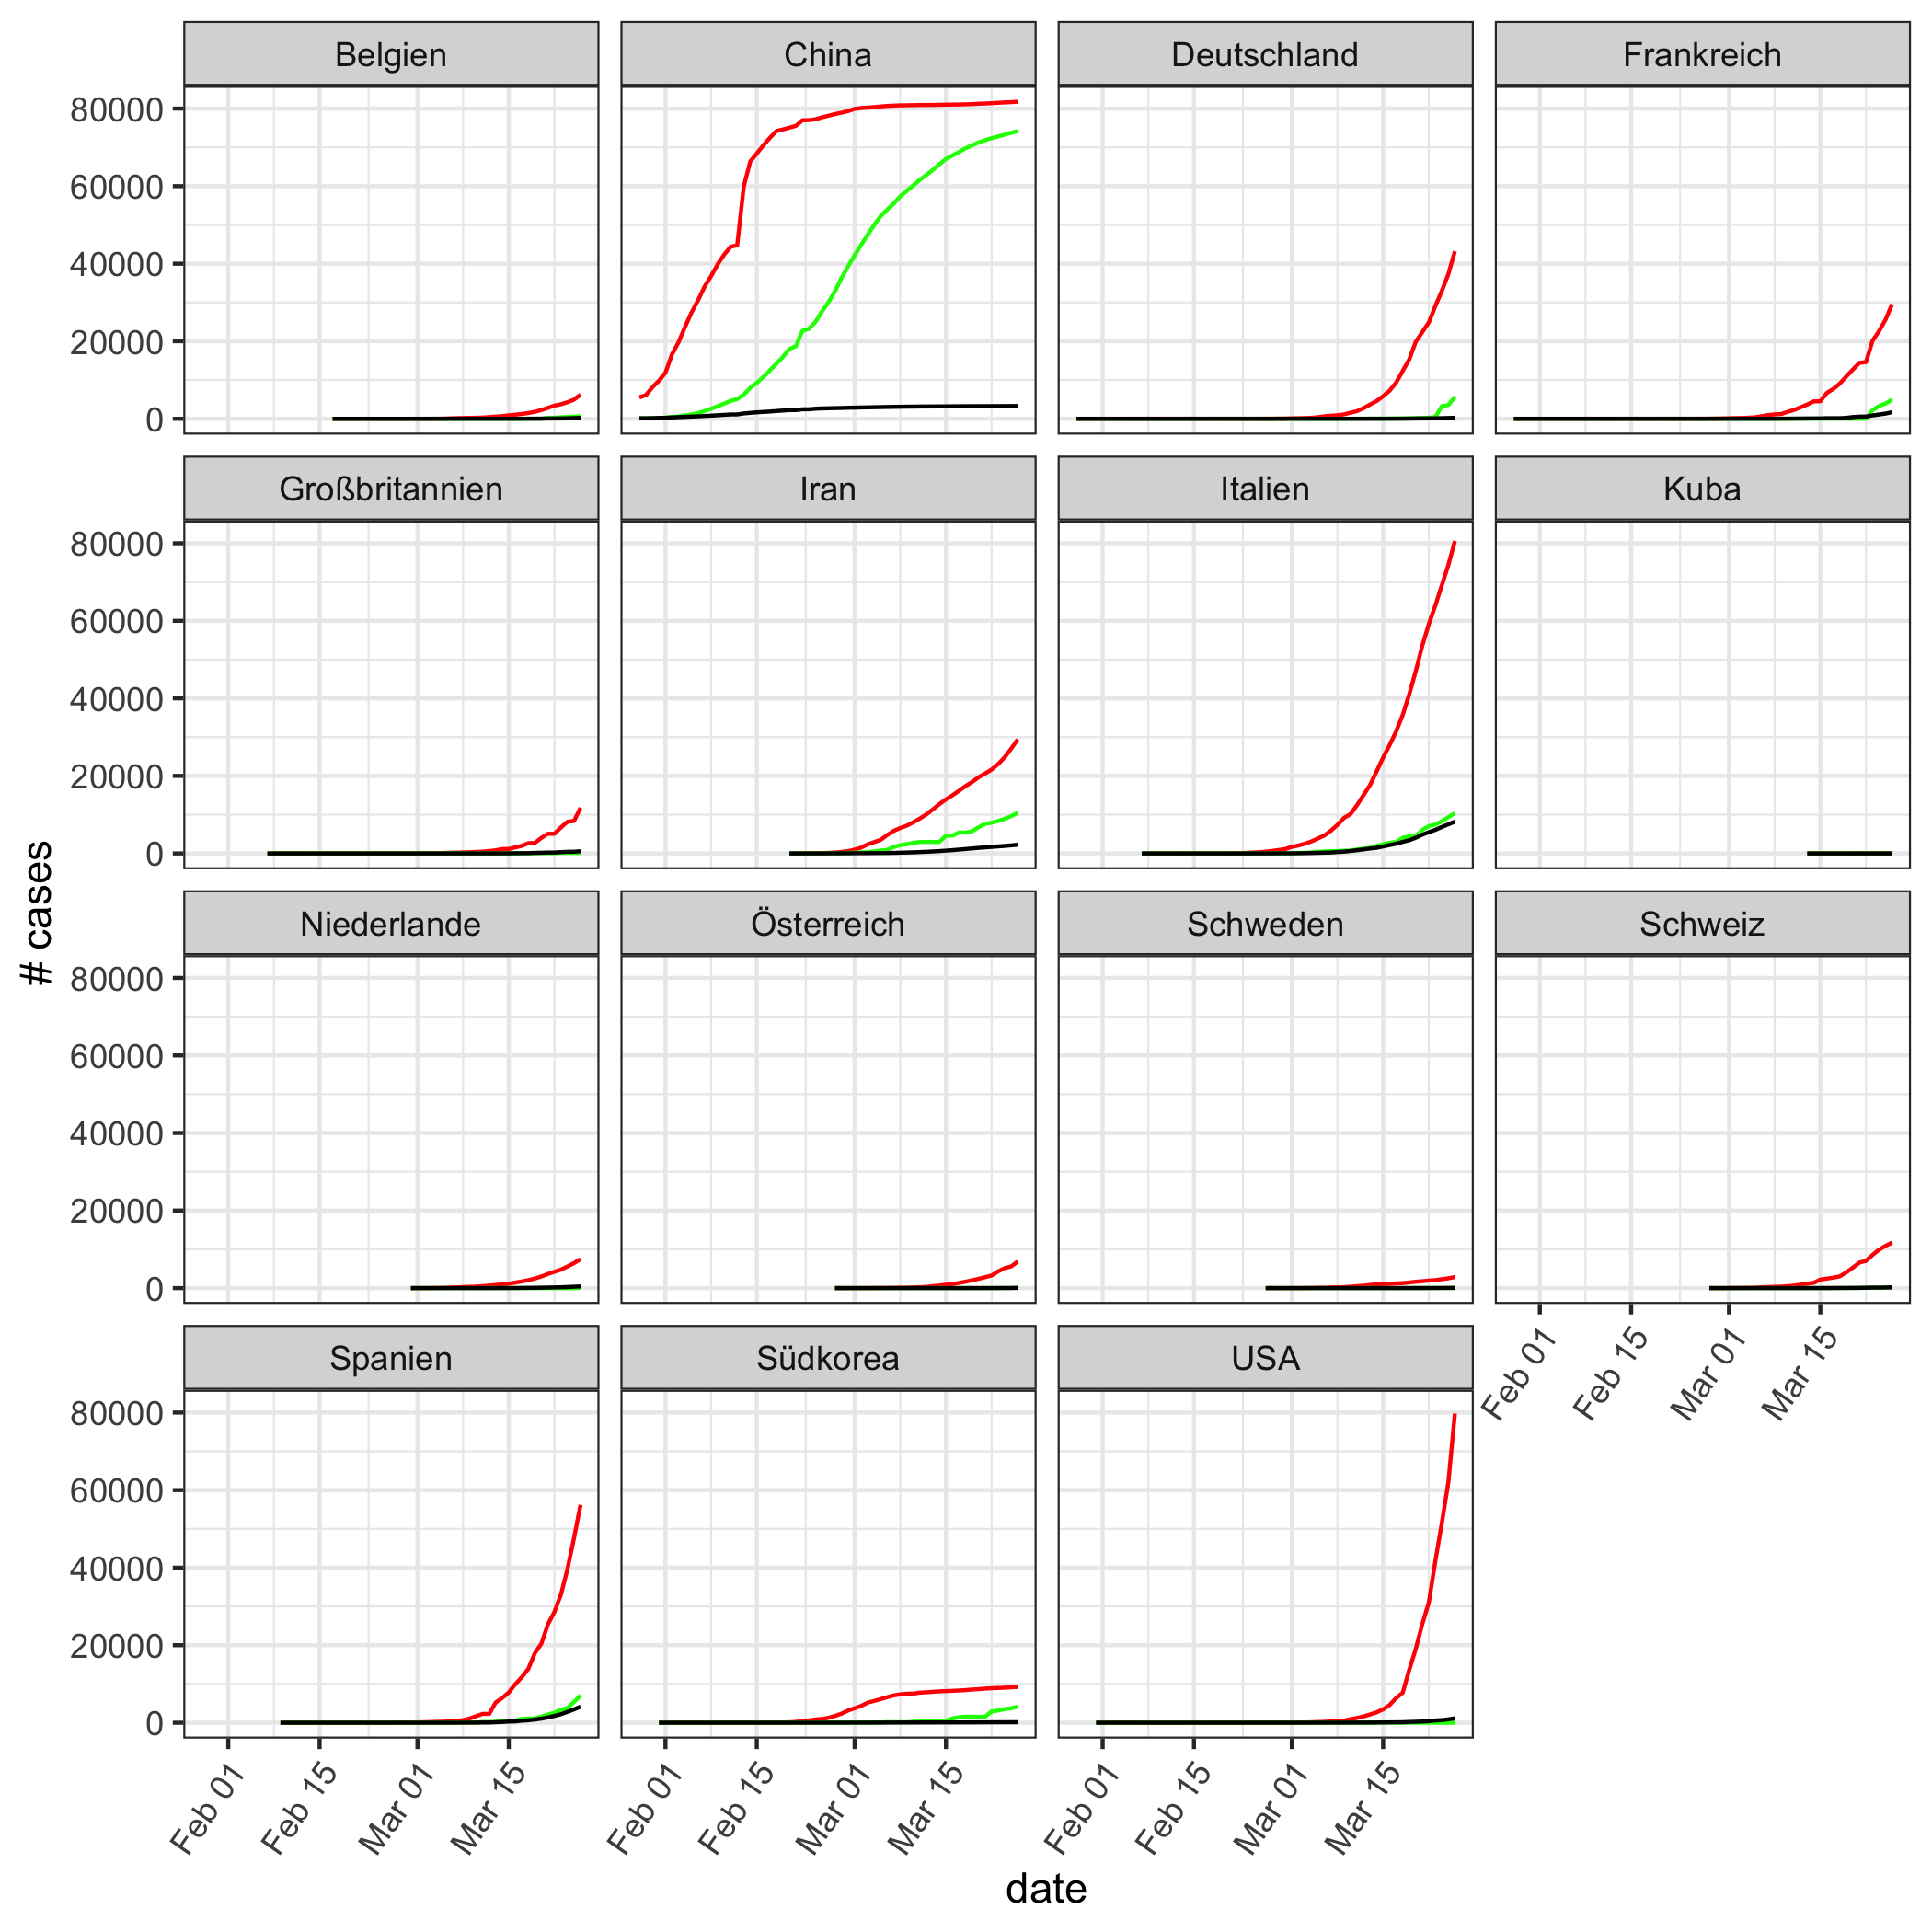 Belgien China Deutschland Frankreich
80000
60000
40000
20000
0
Großbritannien Iran Italien Kuba
80000
60000
40000
20000
0
# cases
Niederlande Österreich Schweden Schweiz
80000
60000
40000
20000
0
Feb 01 Feb 15 Mar 01 Mar 15
Spanien Südkorea USA
80000
60000
40000
20000
0
Feb 01 Feb 15 Mar 01 Mar 15 Feb 01 Feb 15 Mar 01 Mar 15 Feb 01 Feb 15 Mar 01 Mar 15
date